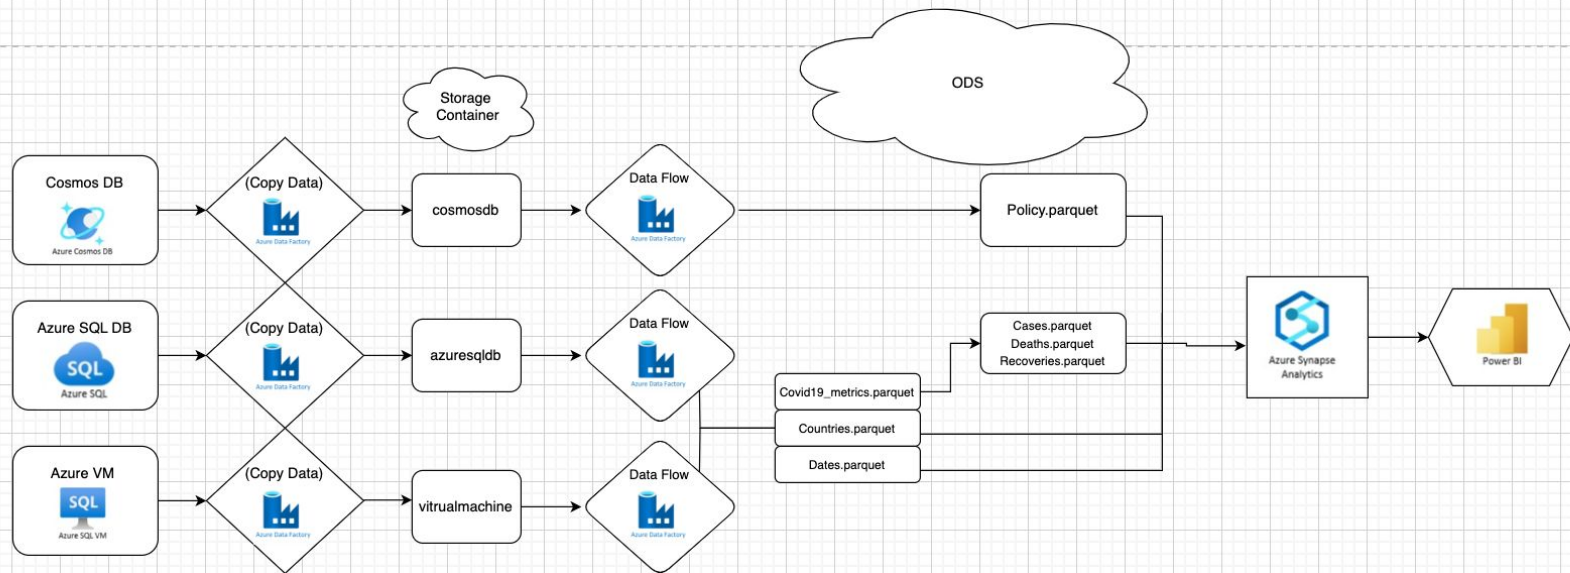 ODS
Storage
Container
Cosmos DB
Azure Cosmos DB
(Copy Data)
Azure Data Factory
cosmosdb
Data Flow
Azure Data Factory
Policy.parquet
Azure SQL DB
SQL
Azure SQL
(Copy Data)
Azure Data Factory
azuresqldb
Data Flow
Azure Data Factory
Cases.parquet
Deaths.parquet
Recoveries.parquet
Covid19_metrics.parquet
Countries.parquet
Dates.parquet
Azure Synapse
Analytics
Power BI
Azure VM
SQL
Azure SQL VM
(Copy Data)
Azure Data Factory
vitrualmachine
Data Flow
Azure Data Factory